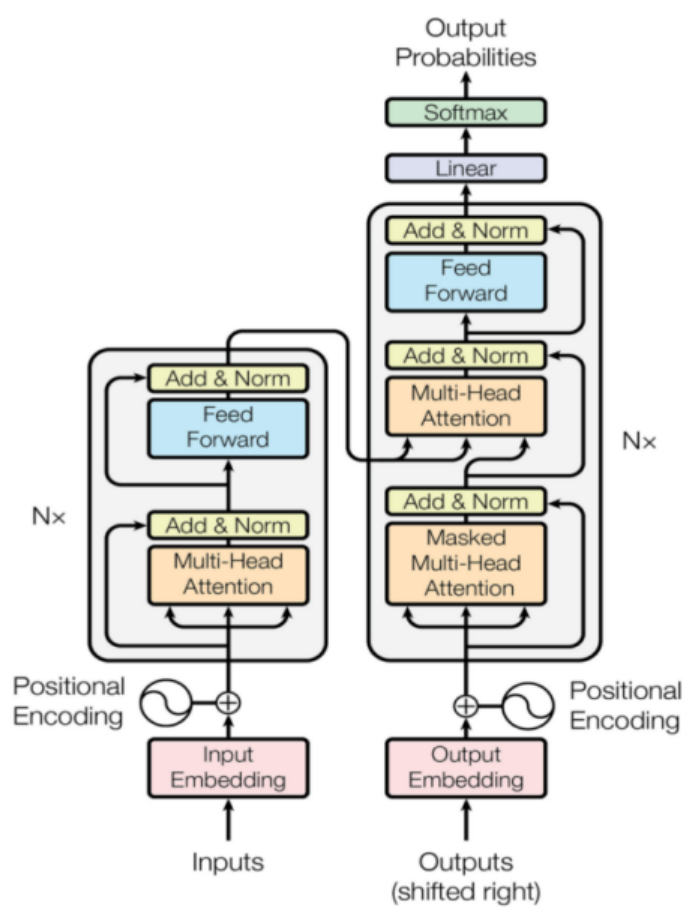 Output
Probabilities
Softmax
Linear
Add & Norm
Feed
Forward
Add & Norm
Multi-Head
Attention
Add & Norm
Masked
Multi-Head
Attention
Nx
Add & Norm
Feed
Forward
Add & Norm
Multi-Head
Attention
Nx
Positional
Encoding
Positional
Encoding
Input
Embedding
Output
Embedding
Inputs
Outputs
(shifted right)